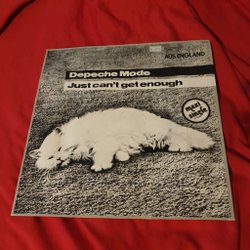 AUS ENGLAND
Depeche Mode
Just can't get enough
MAXI
SINGLE